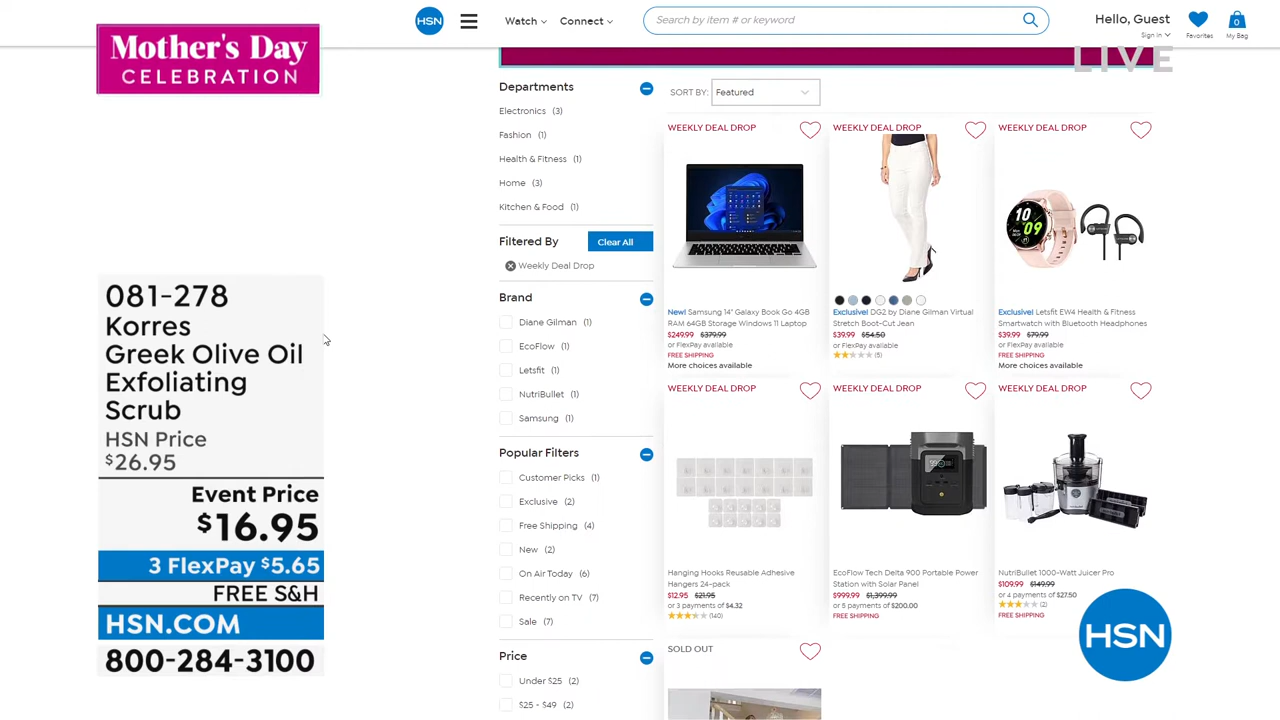 Mother's Day
CELEBRATION
HSN
Watch
Connect
Search by item # or keyword
Hello, Guest
Sign in
Favorites
0
My Bag
LIVE
081-278
Korres
Greek Olive Oil
Exfoliating
Scrub
HSN Price
$26.95
Event Price
$16.95
3 FlexPay $5.65
FREE S&H
HSN.COM
800-284-3100
Departments
Electronics (3)
Fashion (1)
Health & Fitness (1)
Home (3)
Kitchen & Food (1)
Filtered By
Clear All
Weekly Deal Drop
Brand
Diane Gilman (1)
EcoFlow (1)
Letsfit (1)
NutriBullet (1)
Samsung (1)
Popular Filters
Customer Picks (1)
Exclusive (2)
Free Shipping (4)
New (2)
On Air Today (6)
Recently on TV (7)
Sale (7)
Price
Under $25 (2)
$25 - $49 (2)
SORT BY: Featured
WEEKLY DEAL DROP
New! Samsung 14" Galaxy Book Go 4GB
RAM 64GB Storage Windows 11 Laptop
$249.99 $379.99
or FlexPay available
FREE SHIPPING
More choices available
WEEKLY DEAL DROP
Exclusive! DG2 by Diane Gilman Virtual
Stretch Boot-Cut Jean
$39.99 $54.50
or FlexPay available
(5)
WEEKLY DEAL DROP
10
09
Exclusive! Letsfit EW4 Health & Fitness
Smartwatch with Bluetooth Headphones
$39.99 $79.99
or FlexPay available
FREE SHIPPING
More choices available
WEEKLY DEAL DROP
Hanging Hooks Reusable Adhesive
Hangers 24-pack
$12.95 $21.95
or 3 payments of $4.32
(140)
WEEKLY DEAL DROP
EcoFlow Tech Delta 900 Portable Power
Station with Solar Panel
$999.99 $1,399.99
or 5 payments of $200.00
FREE SHIPPING
WEEKLY DEAL DROP
NutriBullet 1000-Watt Juicer Pro
$109.99 $149.99
or 4 payments of $27.50
(2)
FREE SHIPPING
SOLD OUT
HSN